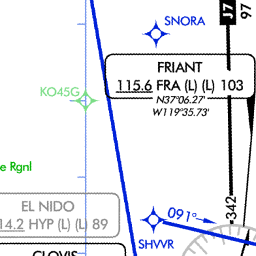 SNORA
J7
97
FRIANT
115.6 FRA (L) (L) 103
N37°06.27'
W119°35.73'
KO45G
e Rgnl
EL NIDO
14.2 HYP (L) (L) 89
091°
342
SHVVR
CLOVIS